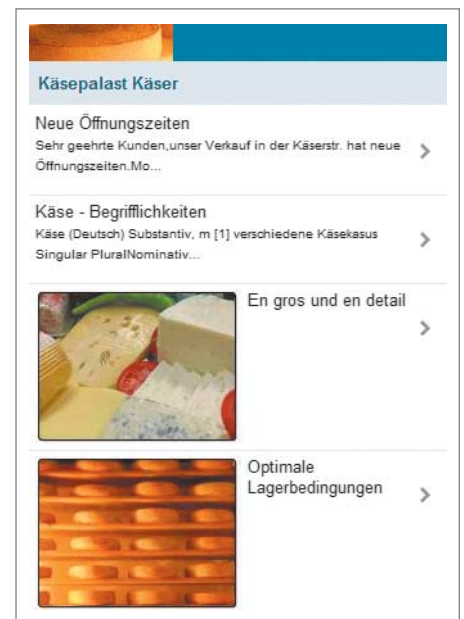 Käsepalast Käser
Neue Öffnungszeiten
Sehr geehrte Kunden,unser Verkauf in der Käserstr. hat neue
Öffnungszeiten.Mo...
Käse - Begrifflichkeiten
Käse (Deutsch) Substantiv, m [1] verschiedene Käsekasus
Singular PluralNominativ...
En gros und en detail
Optimale
Lagerbedingungen